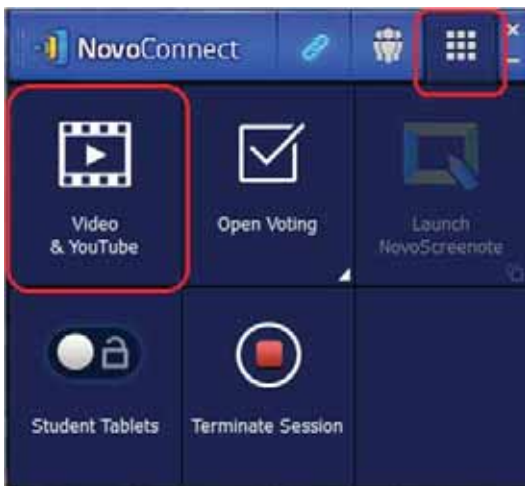 NovoConnect
Video
& YouTube
Open Voting
Launch
NovoScreenote
Student Tablets
Terminate Session